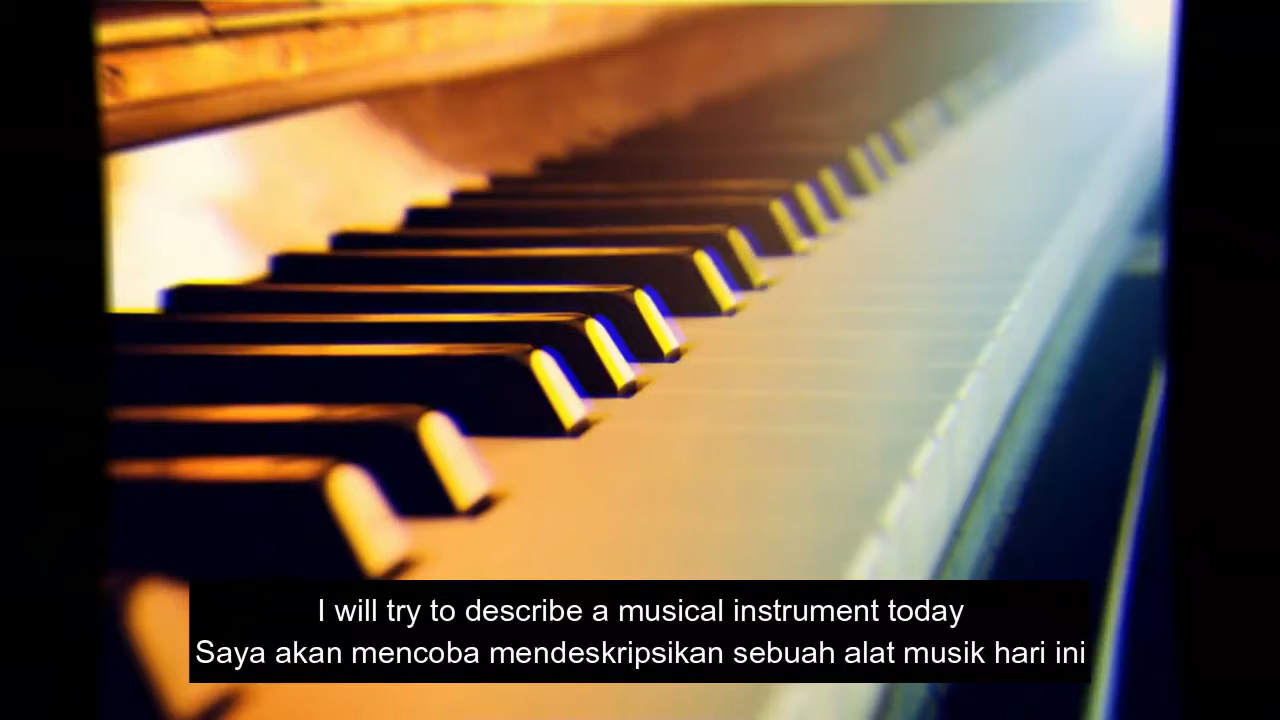 I will try to describe a musical instrument today
Saya akan mencoba mendeskripsikan sebuah alat musik hari ini